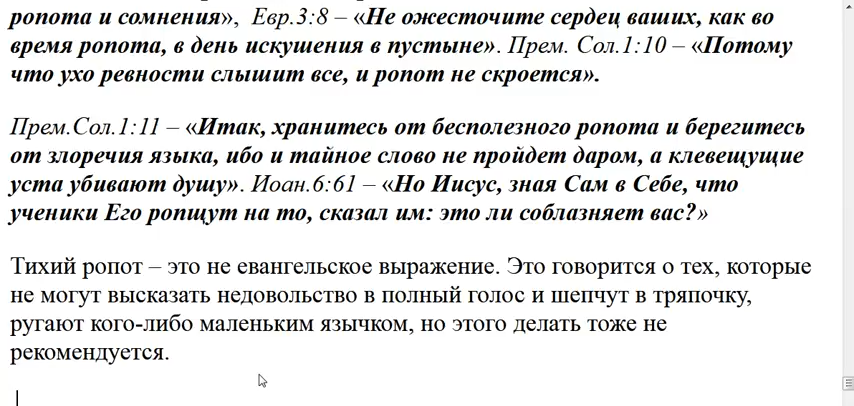 ропота и сомнения», Евр.3:8 – «Не ожесточите сердец ваших, как во
время ропота, в день искушения в пустыне». Прем. Сол.1:10 – «Потому
что ухо ревности слышит все, и ропот не скроется».
Прем.Сол.1:11 – «Итак, хранитесь от бесполезного ропота и берегитесь
от злоречия языка, ибо и тайное слово не пройдет даром, а клевещущие
уста убивают душу». Иоан.6:61 – «Но Иисус, зная Сам в Себе, что
ученики Его ропщут на то, сказал им: это ли соблазняет вас?»
Тихий ропот – это не евангельское выражение. Это говорится о тех, которые
не могут высказать недовольство в полный голос и шепчут в тряпочку,
ругают кого-либо маленьким язычком, но этого делать тоже не
рекомендуется.